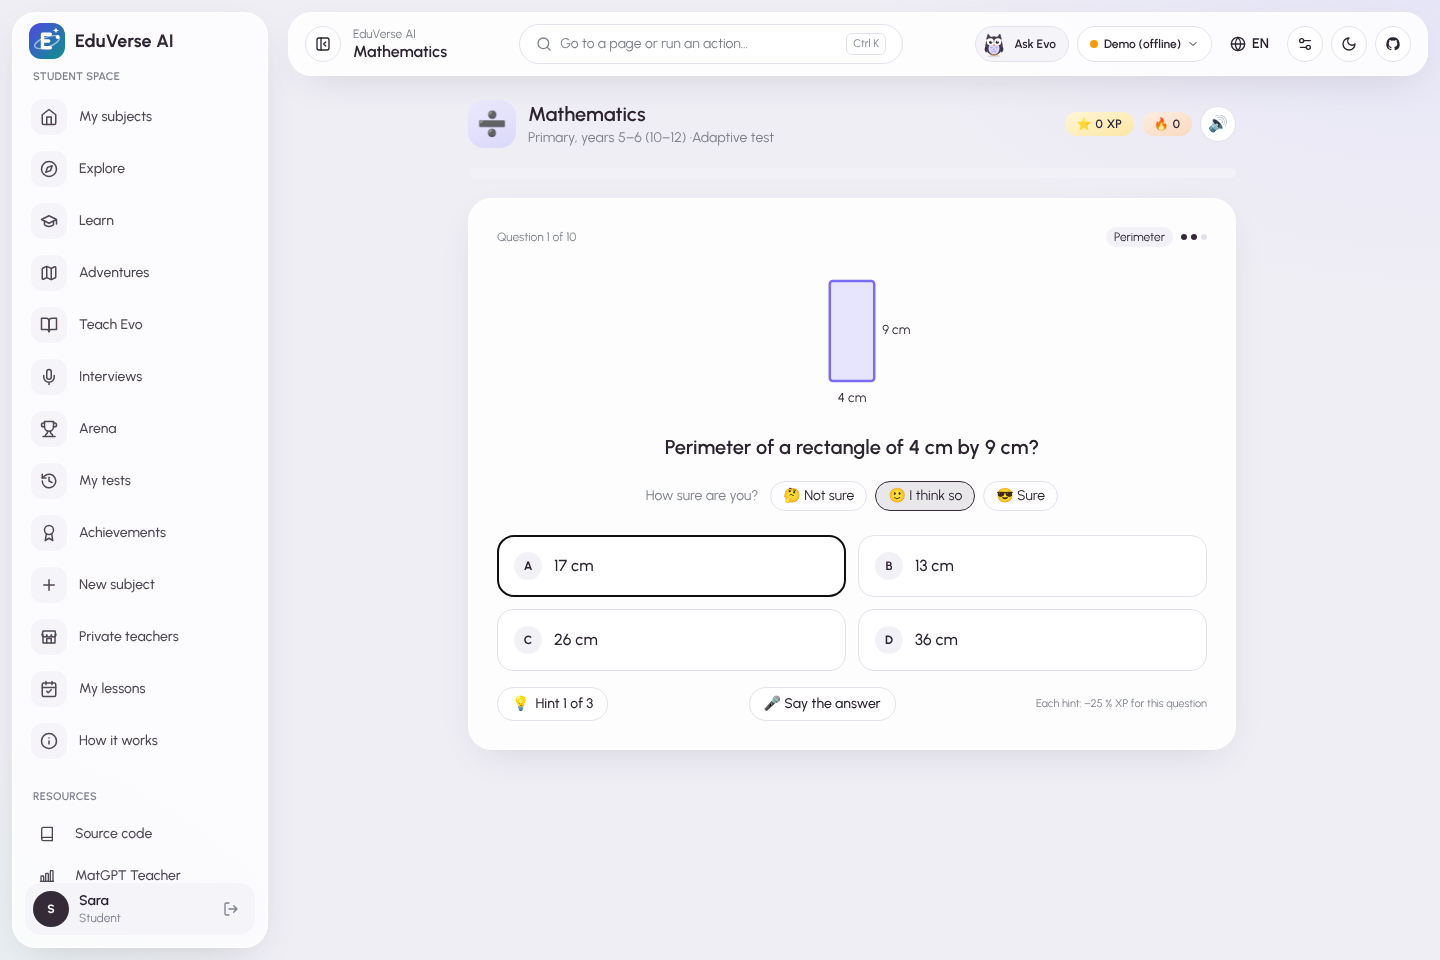 EduVerse AI
STUDENT SPACE
My subjects
Explore
Learn
Adventures
Teach Evo
Interviews
Arena
My tests
Achievements
New subject
Private teachers
My lessons
How it works
RESOURCES
Source code
MatGPT Teacher
S
Sara
Student
EduVerse AI
Mathematics
Go to a page or run an action...
Ctrl K
Ask Evo
Demo (offline)
EN
Mathematics
Primary, years 5–6 (10–12) ·Adaptive test
0 XP
0
Question 1 of 10
Perimeter
9 cm
4 cm
Perimeter of a rectangle of 4 cm by 9 cm?
How sure are you?
Not sure
I think so
Sure
A 17 cm
B 13 cm
C 26 cm
D 36 cm
Hint 1 of 3
Say the answer
Each hint: −25 % XP for this question